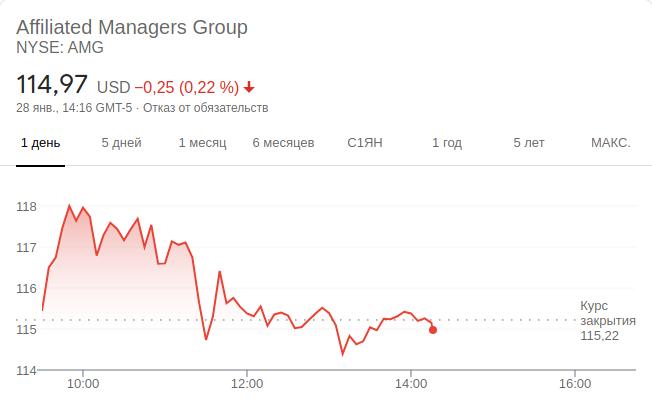 Affiliated Managers Group
NYSE: AMG
114,97 USD −0,25 (0,22 %)
28 янв., 14:16 GMT-5 · Отказ от обязательств
1 день 5 дней 1 месяц 6 месяцев С1ЯН 1 год 5 лет МАКС.
118
117
116
115
114
Курс
закрытия
115,22
10:00 12:00 14:00 16:00